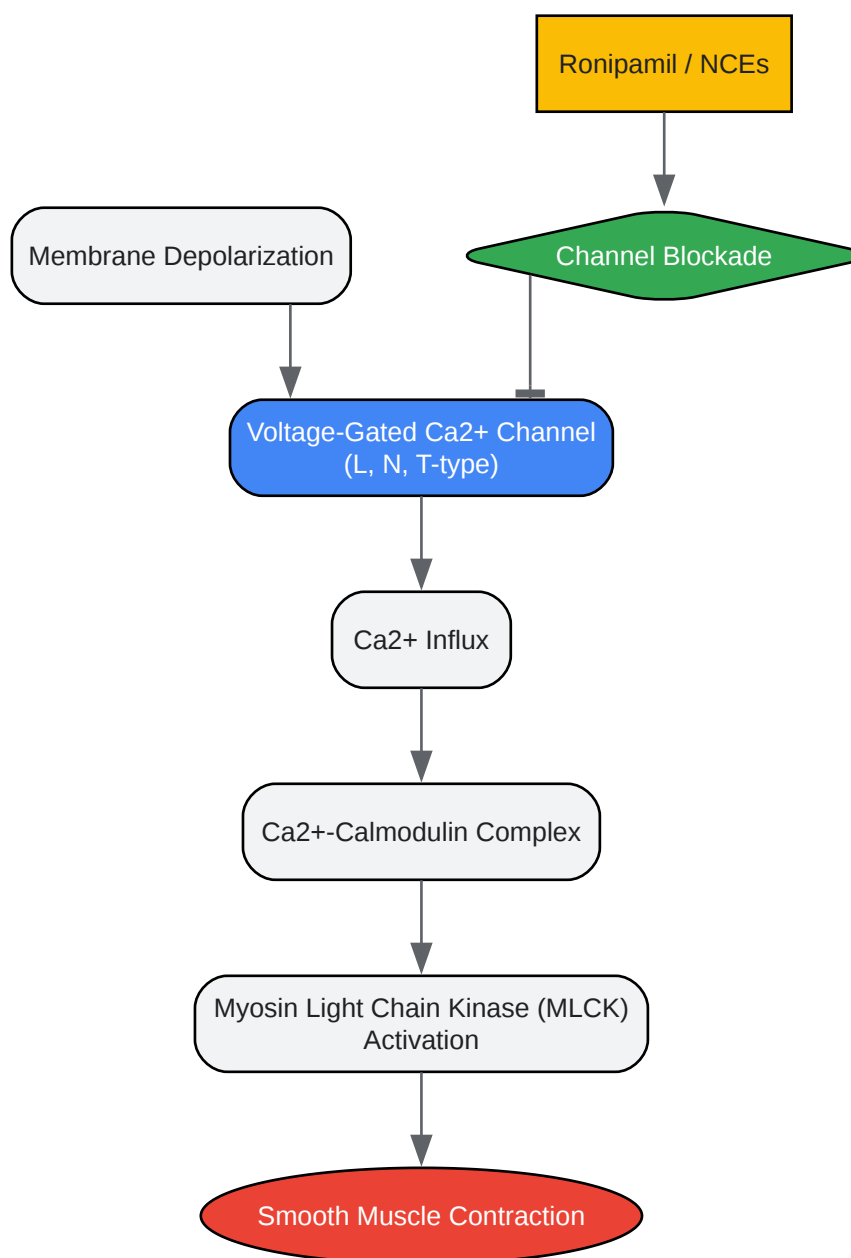 Ronipamil / NCEs
Membrane Depolarization
Channel Blockade
Voltage-Gated Ca2+ Channel
(L, N, T-type)
Ca2+ Influx
Ca2+-Calmodulin Complex
Myosin Light Chain Kinase (MLCK)
Activation
Smooth Muscle Contraction